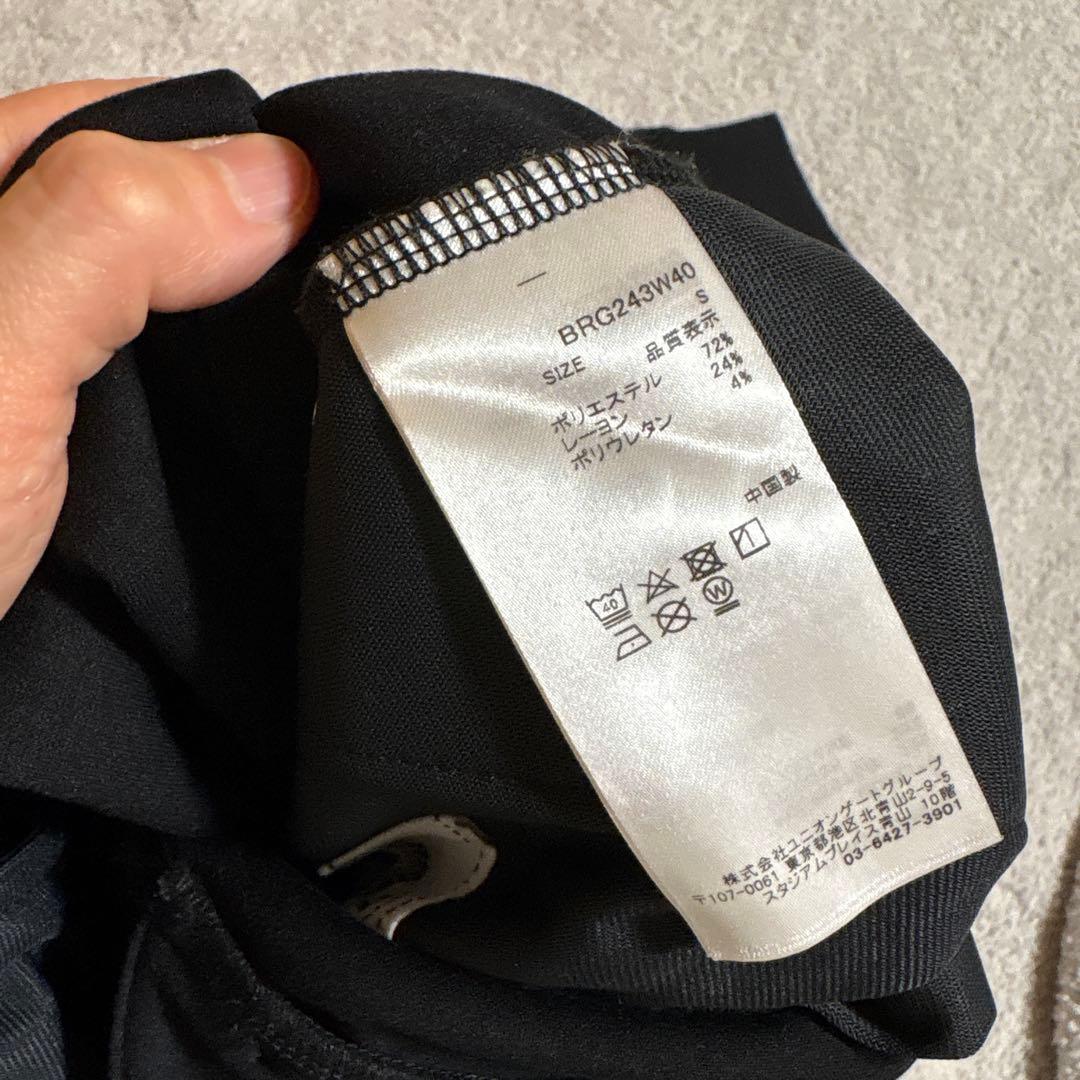 BRG243W40
SIZE S
品質表示
ポリエステル 72%
レーヨン 24%
ポリウレタン 4%
中国製
40
W
株式会社ユニオンゲートグループ
〒107-0061 東京都港区北青山2-9-5
スタジアムプレイス青山 10階
03-6427-3901